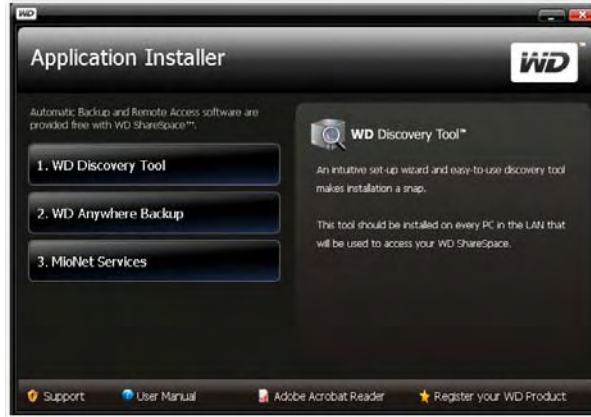 WD
Application Installer
WD
Automatic Backup and Remote Access software are
provided free with WD ShareSpace™.
1. WD Discovery Tool
2. WD Anywhere Backup
3. MioNet Services
WD Discovery Tool™
An intuitive set-up wizard and easy-to-use discovery tool
makes installation a snap.
This tool should be installed on every PC in the LAN that
will be used to access your WD ShareSpace.
Support
User Manual
Adobe Acrobat Reader
Register your WD Product